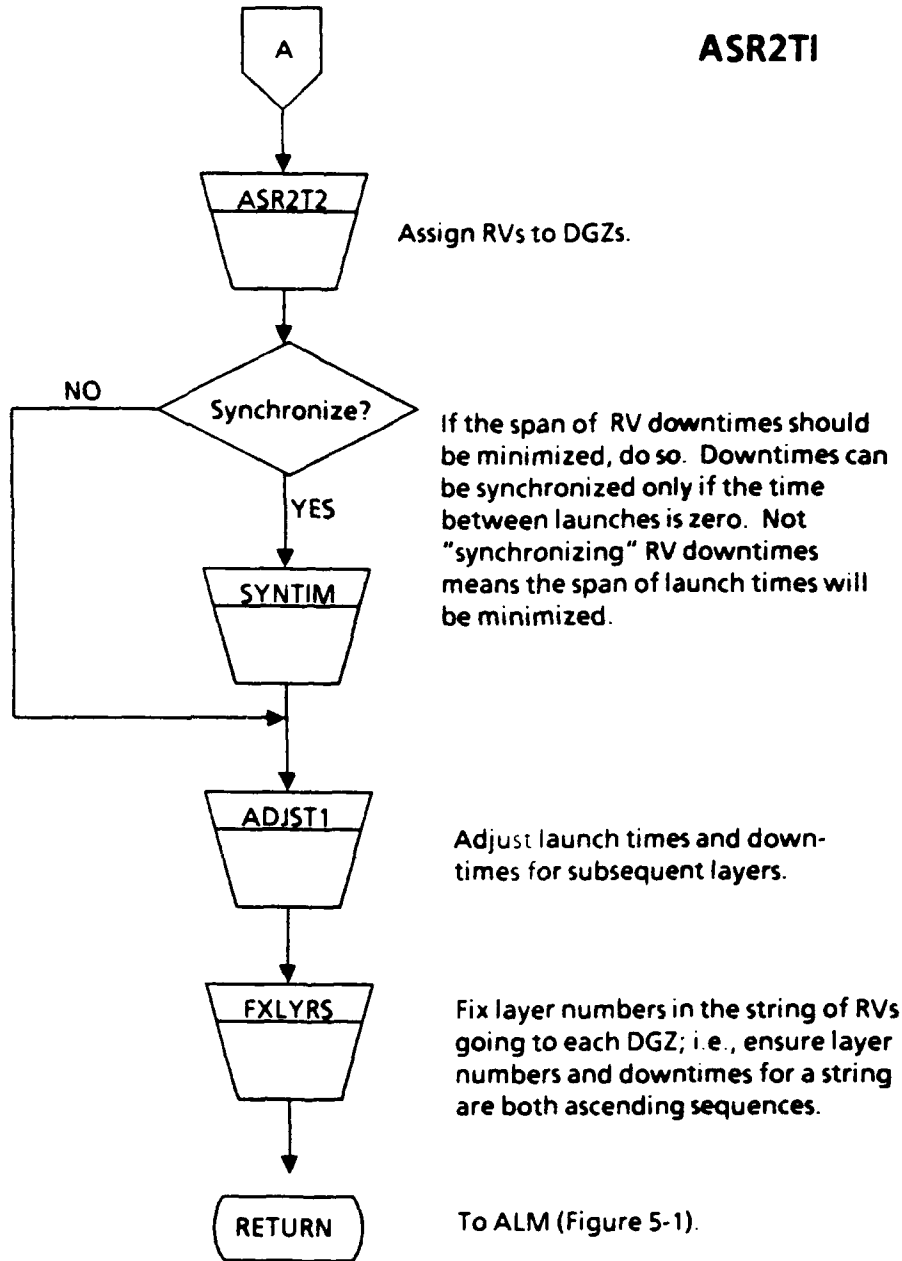 A
ASR2TI
ASR2T2
Assign RVs to DGZs.
NO
Synchronize?
If the span of RV downtimes should
be minimized, do so. Downtimes can
be synchronized only if the time
between launches is zero. Not
"synchronizing" RV downtimes
means the span of launch times will
be minimized.
YES
SYNTIM
ADJST1
Adjust launch times and down-
times for subsequent layers.
FXLYRS
Fix layer numbers in the string of RVs
going to each DGZ; i.e., ensure layer
numbers and downtimes for a string
are both ascending sequences.
RETURN
To ALM (Figure 5-1).